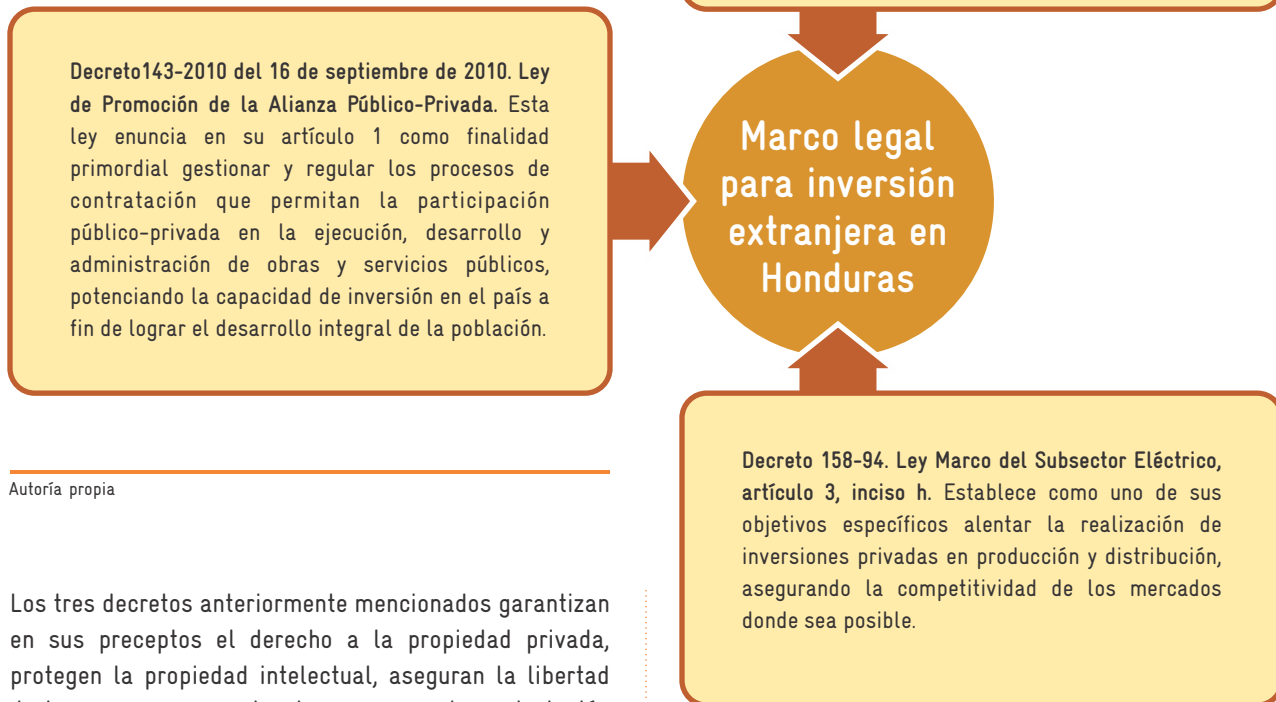 Decreto143-2010 del 16 de septiembre de 2010. Ley
de Promoción de la Alianza Público-Privada. Esta
ley enuncia en su artículo 1 como finalidad
primordial gestionar y regular los procesos de
contratación que permitan la participación
público-privada en la ejecución, desarrollo y
administración de obras y servicios públicos,
potenciando la capacidad de inversión en el país a
fin de lograr el desarrollo integral de la población.
Marco legal
para inversión
extranjera en
Honduras
Decreto 158-94. Ley Marco del Subsector Eléctrico,
artículo 3, inciso h. Establece como uno de sus
objetivos específicos alentar la realización de
inversiones privadas en producción y distribución,
asegurando la competitividad de los mercados
donde sea posible.
Autoría propia
Los tres decretos anteriormente mencionados garantizan
en sus preceptos el derecho a la propiedad privada,
protegen la propiedad intelectual, aseguran la libertad